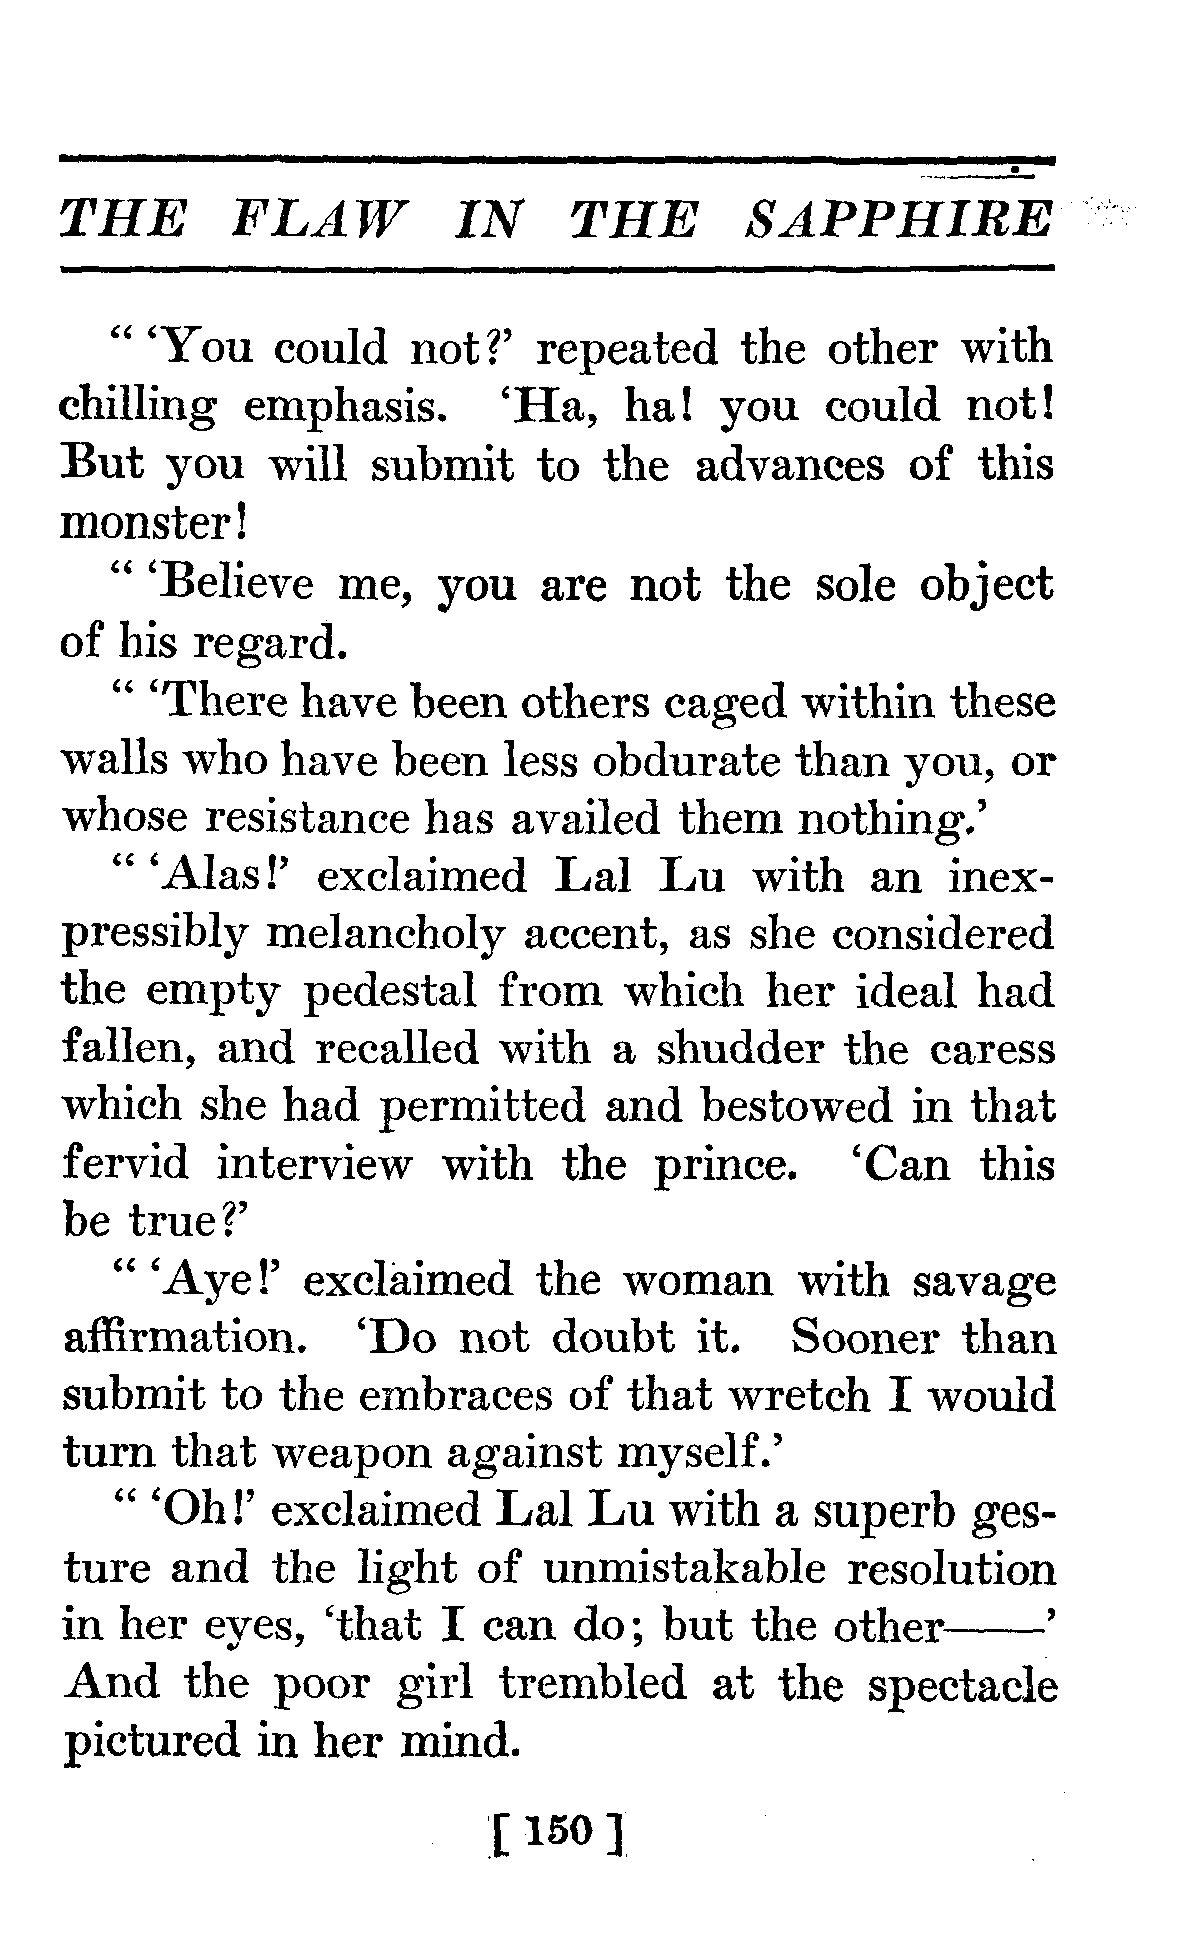 THE FLAW IN THE SAPPHIRE
“ ‘You could not?’ repeated the other with
chilling emphasis. ‘Ha, ha! you could not!
But you will submit to the advances of this
monster!
“ ‘Believe me, you are not the sole object
of his regard.
“ ‘There have been others caged within these
walls who have been less obdurate than you, or
whose resistance has availed them nothing.’
“ ‘Alas!’ exclaimed Lal Lu with an inex-
pressibly melancholy accent, as she considered
the empty pedestal from which her ideal had
fallen, and recalled with a shudder the caress
which she had permitted and bestowed in that
fervid interview with the prince. ‘Can this
be true?’
“ ‘Aye!’ exclaimed the woman with savage
affirmation. ‘Do not doubt it. Sooner than
submit to the embraces of that wretch I would
turn that weapon against myself.’
“ ‘Oh!’ exclaimed Lal Lu with a superb ges-
ture and the light of unmistakable resolution
in her eyes, ‘that I can do; but the other——’
And the poor girl trembled at the spectacle
pictured in her mind.
[ 150 ]